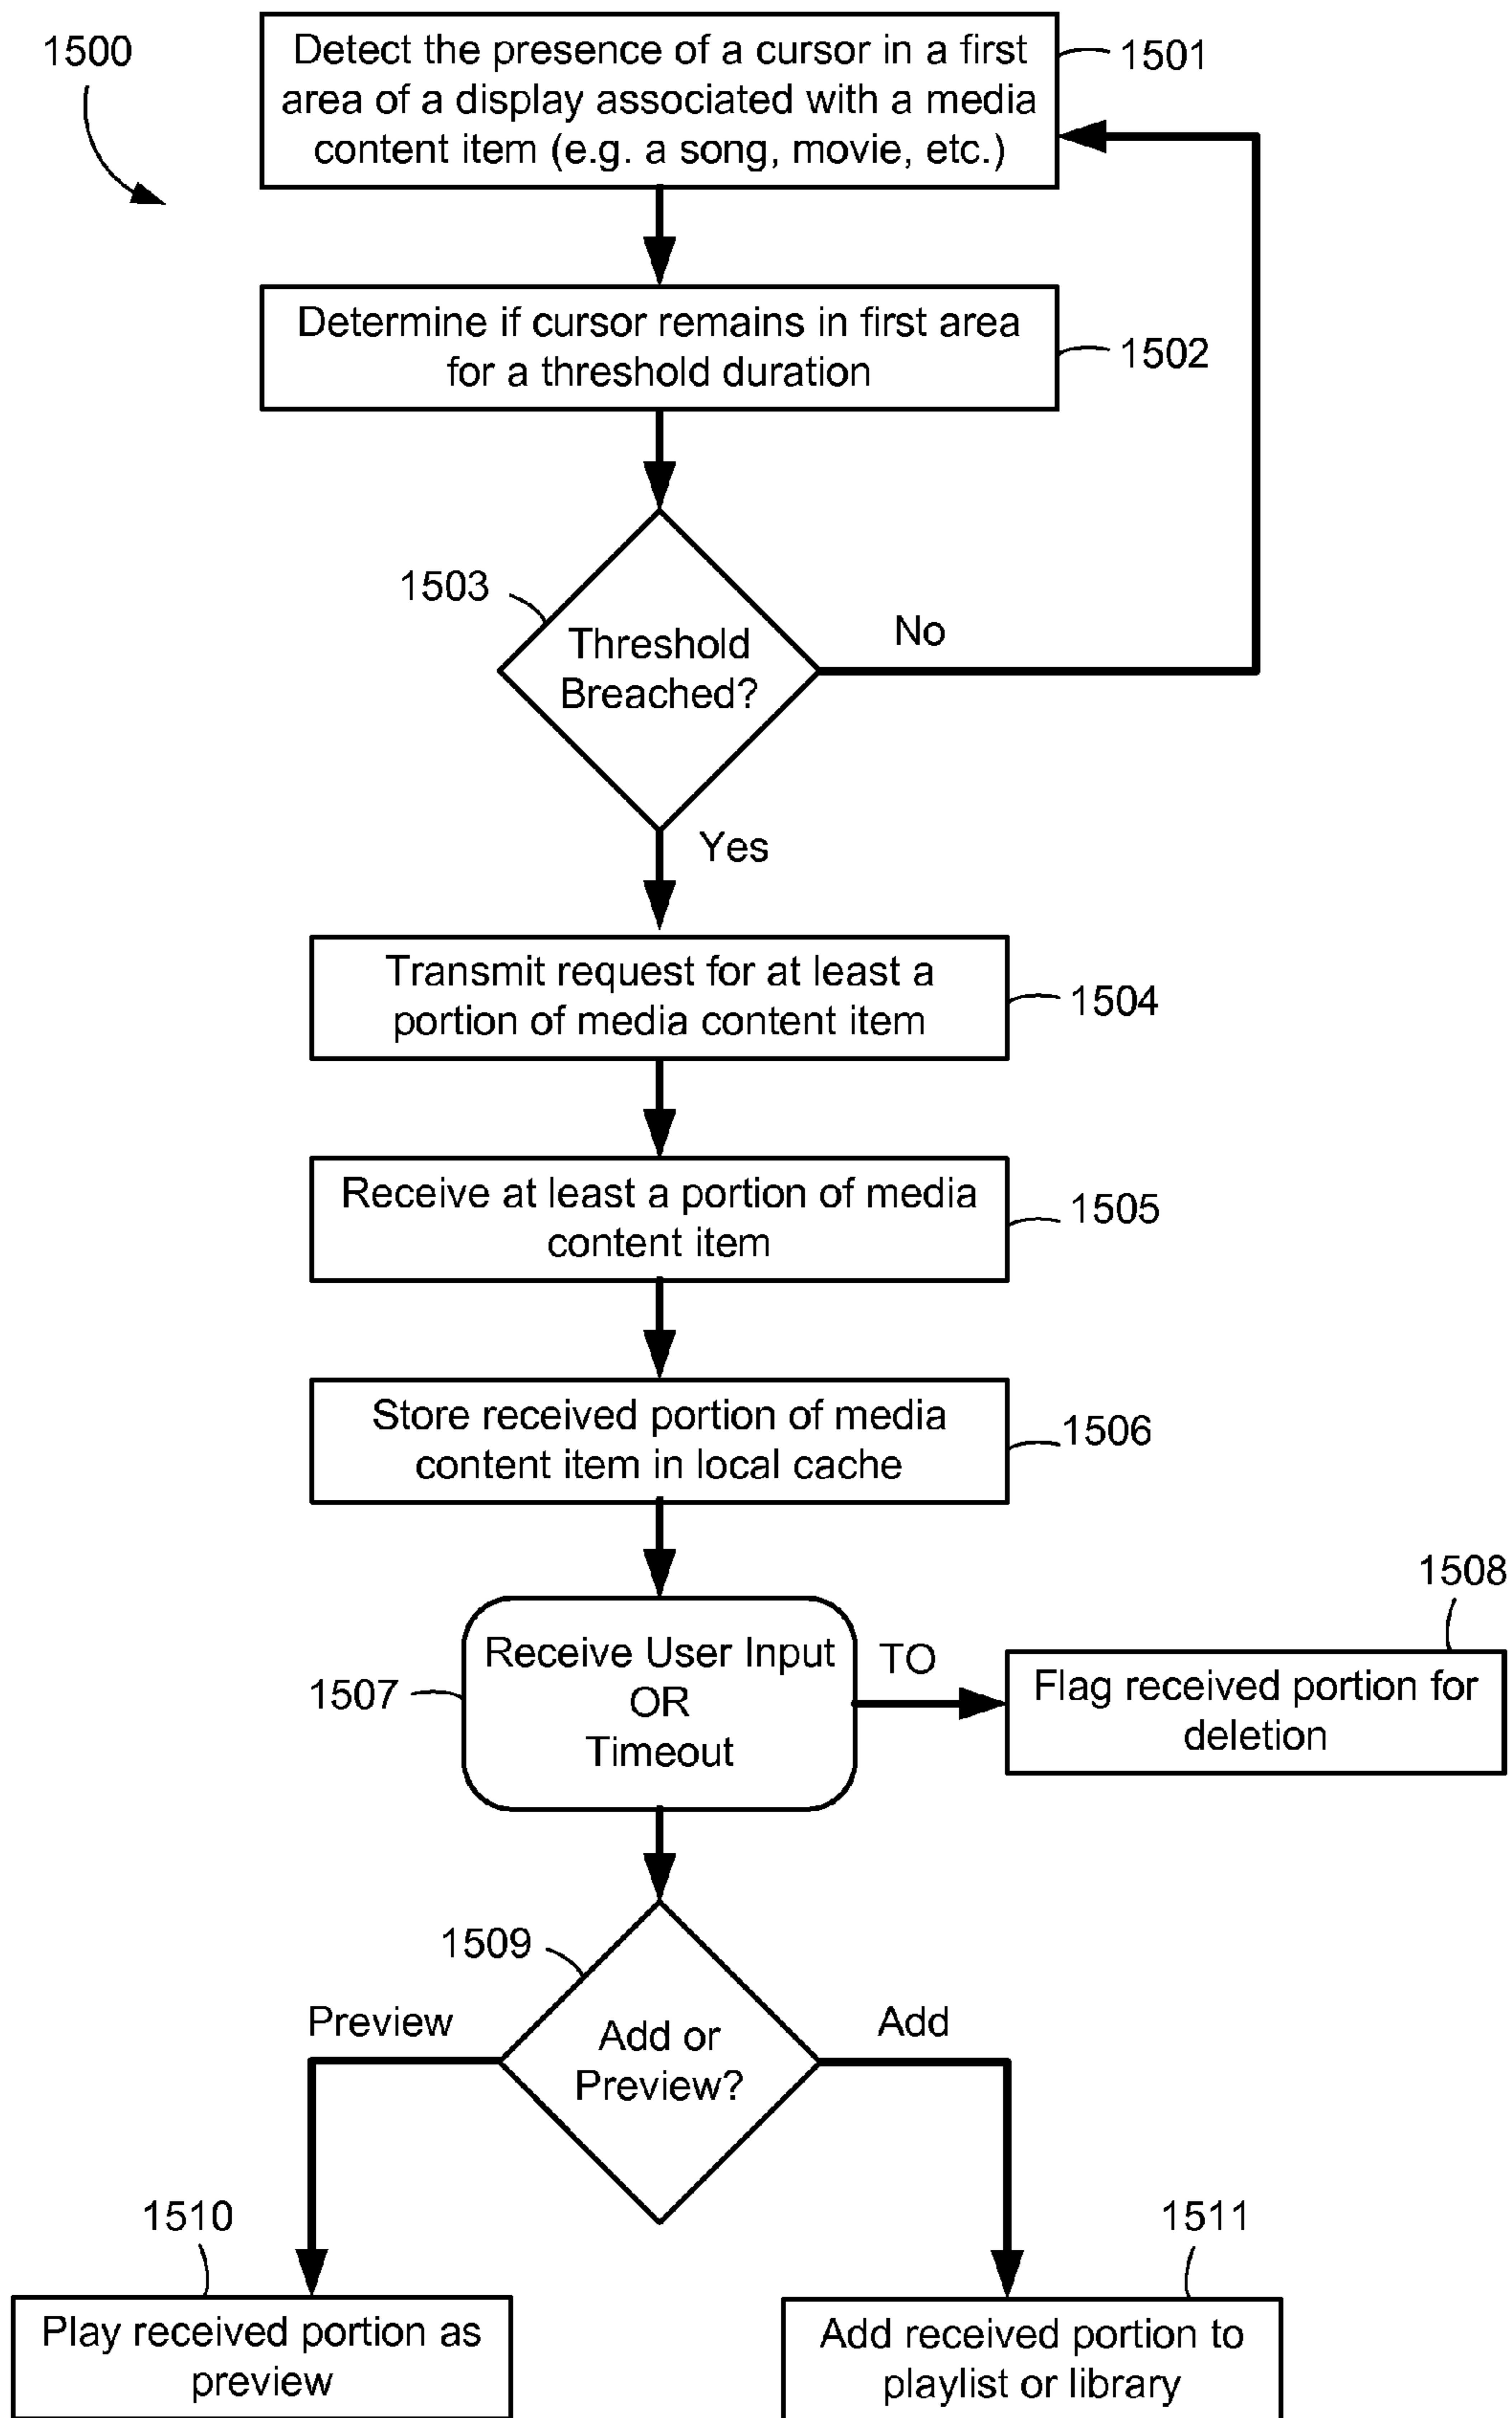 1500
Detect the presence of a cursor in a first
area of a display associated with a media
content item (e.g. a song, movie, etc.)
1501
Determine if cursor remains in first area
for a threshold duration
1502
1503
Threshold
Breached?
No
Yes
Transmit request for at least a
portion of media content item
1504
Receive at least a portion of media
content item
1505
Store received portion of media
content item in local cache
1506
1507
Receive User Input
OR
Timeout
TO
1508
Flag received portion for
deletion
1509
Add or
Preview?
Preview
Add
1510
Play received portion as
preview
1511
Add received portion to
playlist or library